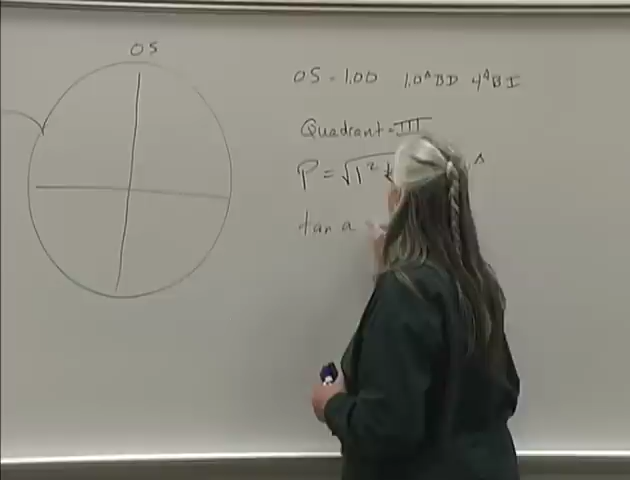 OS
OS - 1.00 1.0^Δ BD 4^Δ BI
Quadrant = III
P = √1²
tan a =